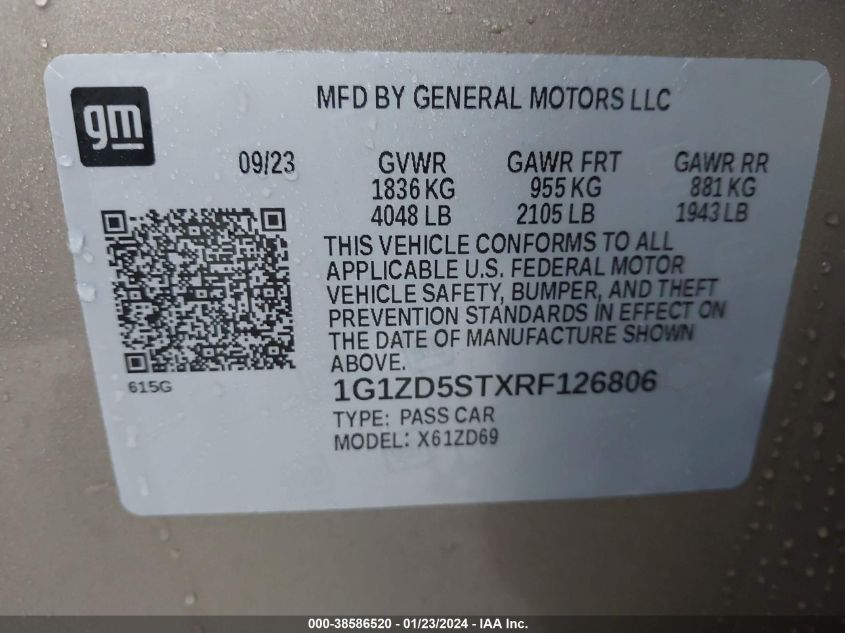 gm
MFD BY GENERAL MOTORS LLC
09/23 GVWR GAWR FRT GAWR RR
1836 KG 955 KG 881 KG
4048 LB 2105 LB 1943 LB
THIS VEHICLE CONFORMS TO ALL
APPLICABLE U.S. FEDERAL MOTOR
VEHICLE SAFETY, BUMPER, AND THEFT
PREVENTION STANDARDS IN EFFECT ON
THE DATE OF MANUFACTURE SHOWN
ABOVE.
615G
1G1ZD5STXRF126806
TYPE: PASS CAR
MODEL: X61ZD69
000-38586520 - 01/23/2024 - IAA Inc.